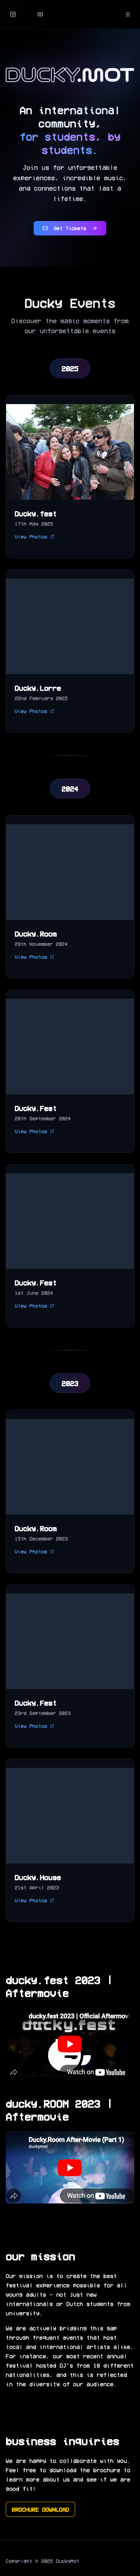 DUCKY.MOT
An international
community,
for students, by
students.
Join us for unforgettable
experiences, incredible music,
and connections that last a
lifetime.
Get Tickets →
Ducky Events
Discover the magic moments from
our unforgettable events
2025
Ducky.fest
17th May 2025
View Photos
Ducky.Lorre
22nd February 2025
View Photos
2024
Ducky.Room
29th November 2024
View Photos
Ducky.Fest
20th September 2024
View Photos
Ducky.Fest
1st June 2024
View Photos
2023
Ducky.Room
15th December 2023
View Photos
Ducky.Fest
23rd September 2023
View Photos
Ducky.House
21st April 2023
View Photos
ducky.fest 2023 |
Aftermovie
ducky.fest 2023 | Official Aftermov
ducky.fest
Watch on YouTube
ducky.ROOM 2023 |
Aftermovie
Ducky.Room After-Movie (Part 1)
duckymot
Watch on YouTube
our mission
Our mission is to create the best
festival experience possible for all
young adults - not just new
internationals or Dutch students from
university.
We are actively bridging this gap
through frequent events that host
local and international artists alike.
For instance, our most recent annual
festival hosted DJ's from 10 different
nationalities, and this is reflected
in the diversity of our audience.
business inquiries
We are happy to collaborate with you.
Feel free to download the brochure to
learn more about us and see if we are
good fit!
BROCHURE DOWNLOAD
Copyright © 2025 DuckyMot